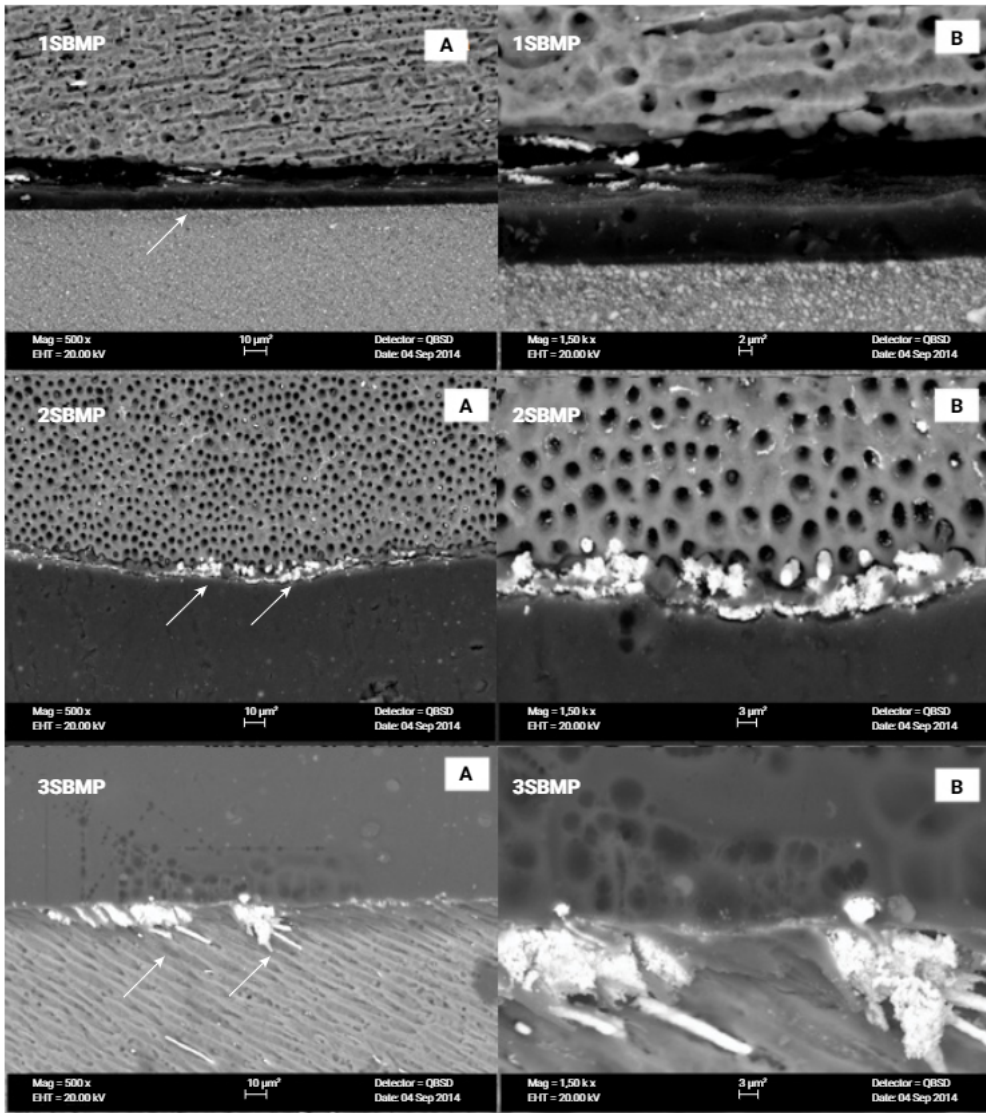 1SBMP
A
Mag = 500 x
EHT = 20.00 kV
10 µm²
Detector = QBSD
Date: 04 Sep 2014
1SBMP
B
Mag = 1,50 k x
EHT = 20.00 kV
2 µm²
Detector = QBSD
Date: 04 Sep 2014
2SBMP
A
Mag = 500 x
EHT = 20.00 kV
10 µm²
Detector = QBSD
Date: 04 Sep 2014
2SBMP
B
Mag = 1,50 k x
EHT = 20.00 kV
3 µm²
Detector = QBSD
Date: 04 Sep 2014
3SBMP
A
Mag = 500 x
EHT = 20.00 kV
10 µm²
Detector = QBSD
Date: 04 Sep 2014
3SBMP
B
Mag = 1,50 k x
EHT = 20.00 kV
3 µm²
Detector = QBSD
Date: 04 Sep 2014